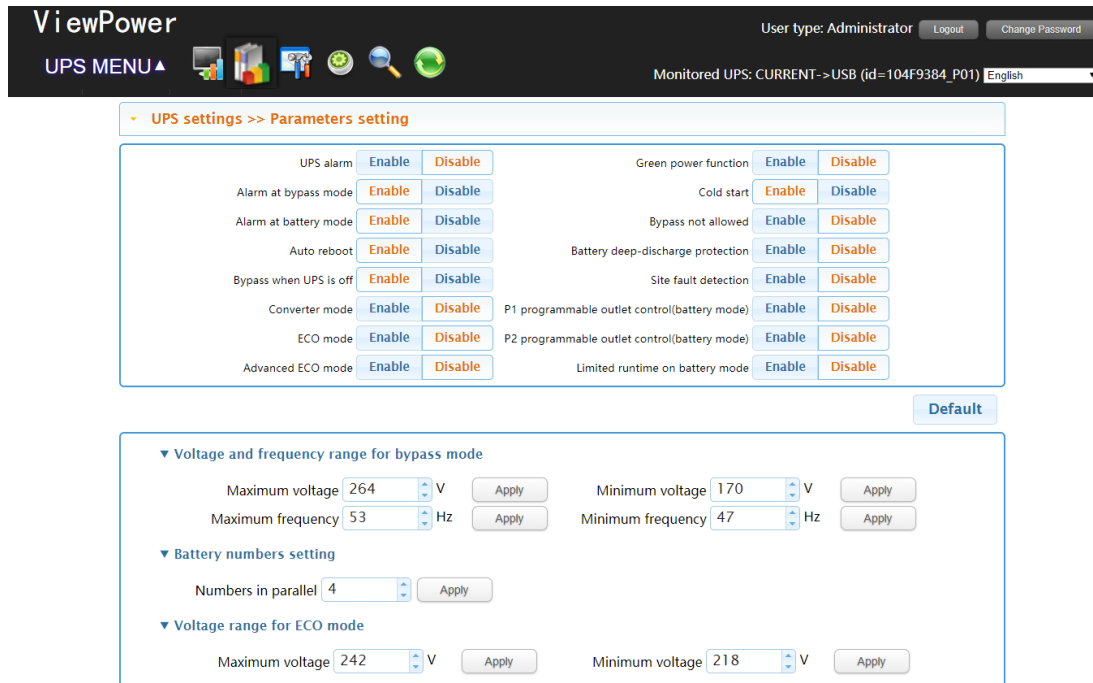 ViewPower
User type: Administrator Logout Change Password
UPS MENU▲
Monitored UPS: CURRENT->USB (id=104F9384_P01) English
UPS settings >> Parameters setting
UPS alarm Enable Disable Green power function Enable Disable
Alarm at bypass mode Enable Disable Cold start Enable Disable
Alarm at battery mode Enable Disable Bypass not allowed Enable Disable
Auto reboot Enable Disable Battery deep-discharge protection Enable Disable
Bypass when UPS is off Enable Disable Site fault detection Enable Disable
Converter mode Enable Disable P1 programmable outlet control(battery mode) Enable Disable
ECO mode Enable Disable P2 programmable outlet control(battery mode) Enable Disable
Advanced ECO mode Enable Disable Limited runtime on battery mode Enable Disable
Default
▼ Voltage and frequency range for bypass mode
Maximum voltage 264 V Apply Minimum voltage 170 V Apply
Maximum frequency 53 Hz Apply Minimum frequency 47 Hz Apply
▼ Battery numbers setting
Numbers in parallel 4 Apply
▼ Voltage range for ECO mode
Maximum voltage 242 V Apply Minimum voltage 218 V Apply